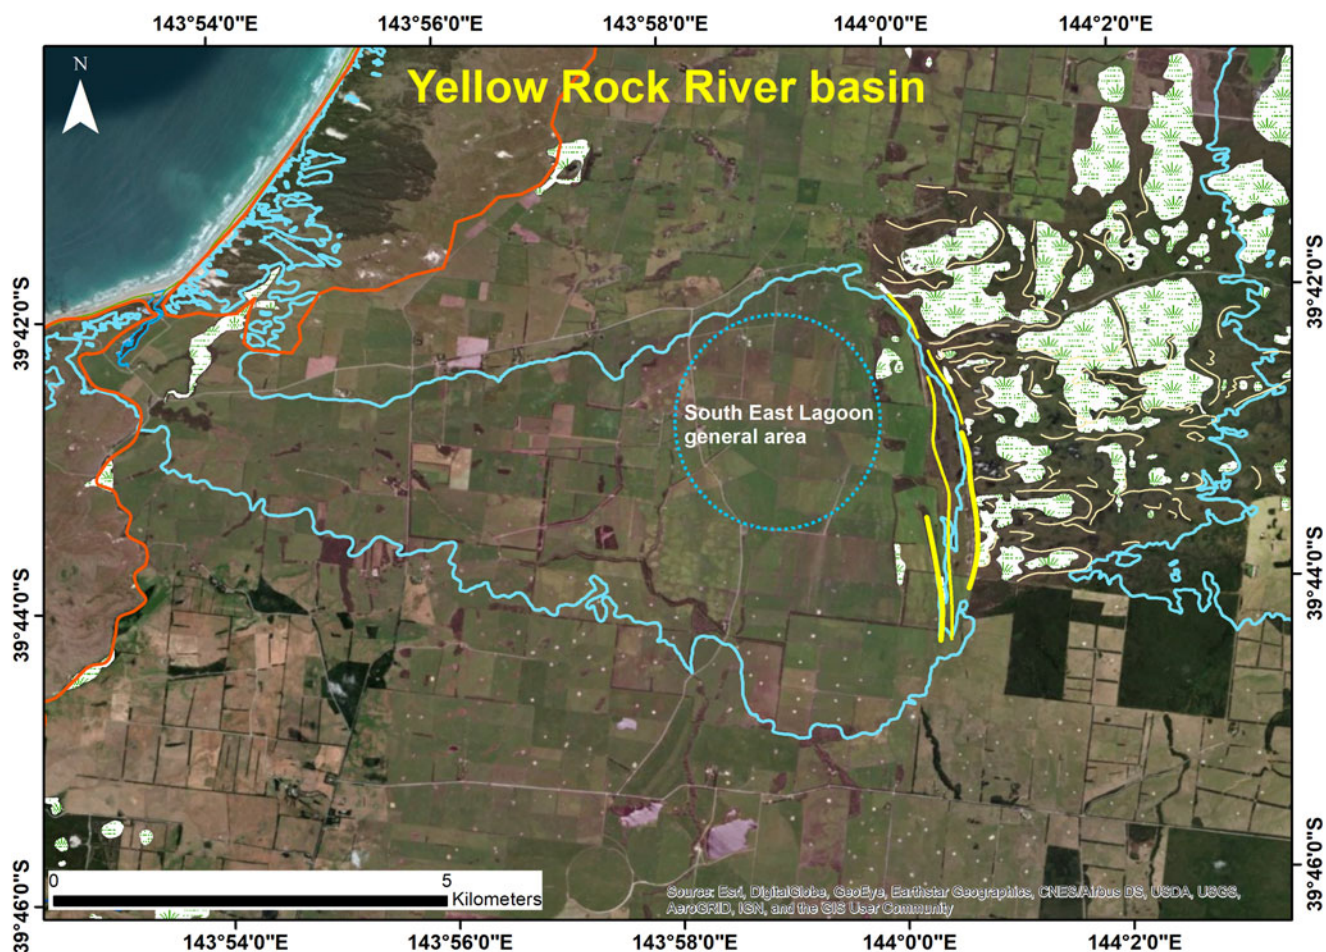 143°54'0"E 143°56'0"E 143°58'0"E 144°0'0"E 144°2'0"E
N
Yellow Rock River basin
39°42'0"S
39°42'0"S
South East Lagoon
general area
39°44'0"S
39°44'0"S
39°46'0"S
0 5
Kilometers
Source: Esri, DigitalGlobe, GeoEye, Earthstar Geographics, CNES/Airbus DS, USDA, USGS,
AeroGRID, IGN, and the GIS User Community
39°46'0"S
143°54'0"E 143°56'0"E 143°58'0"E 144°0'0"E 144°2'0"E